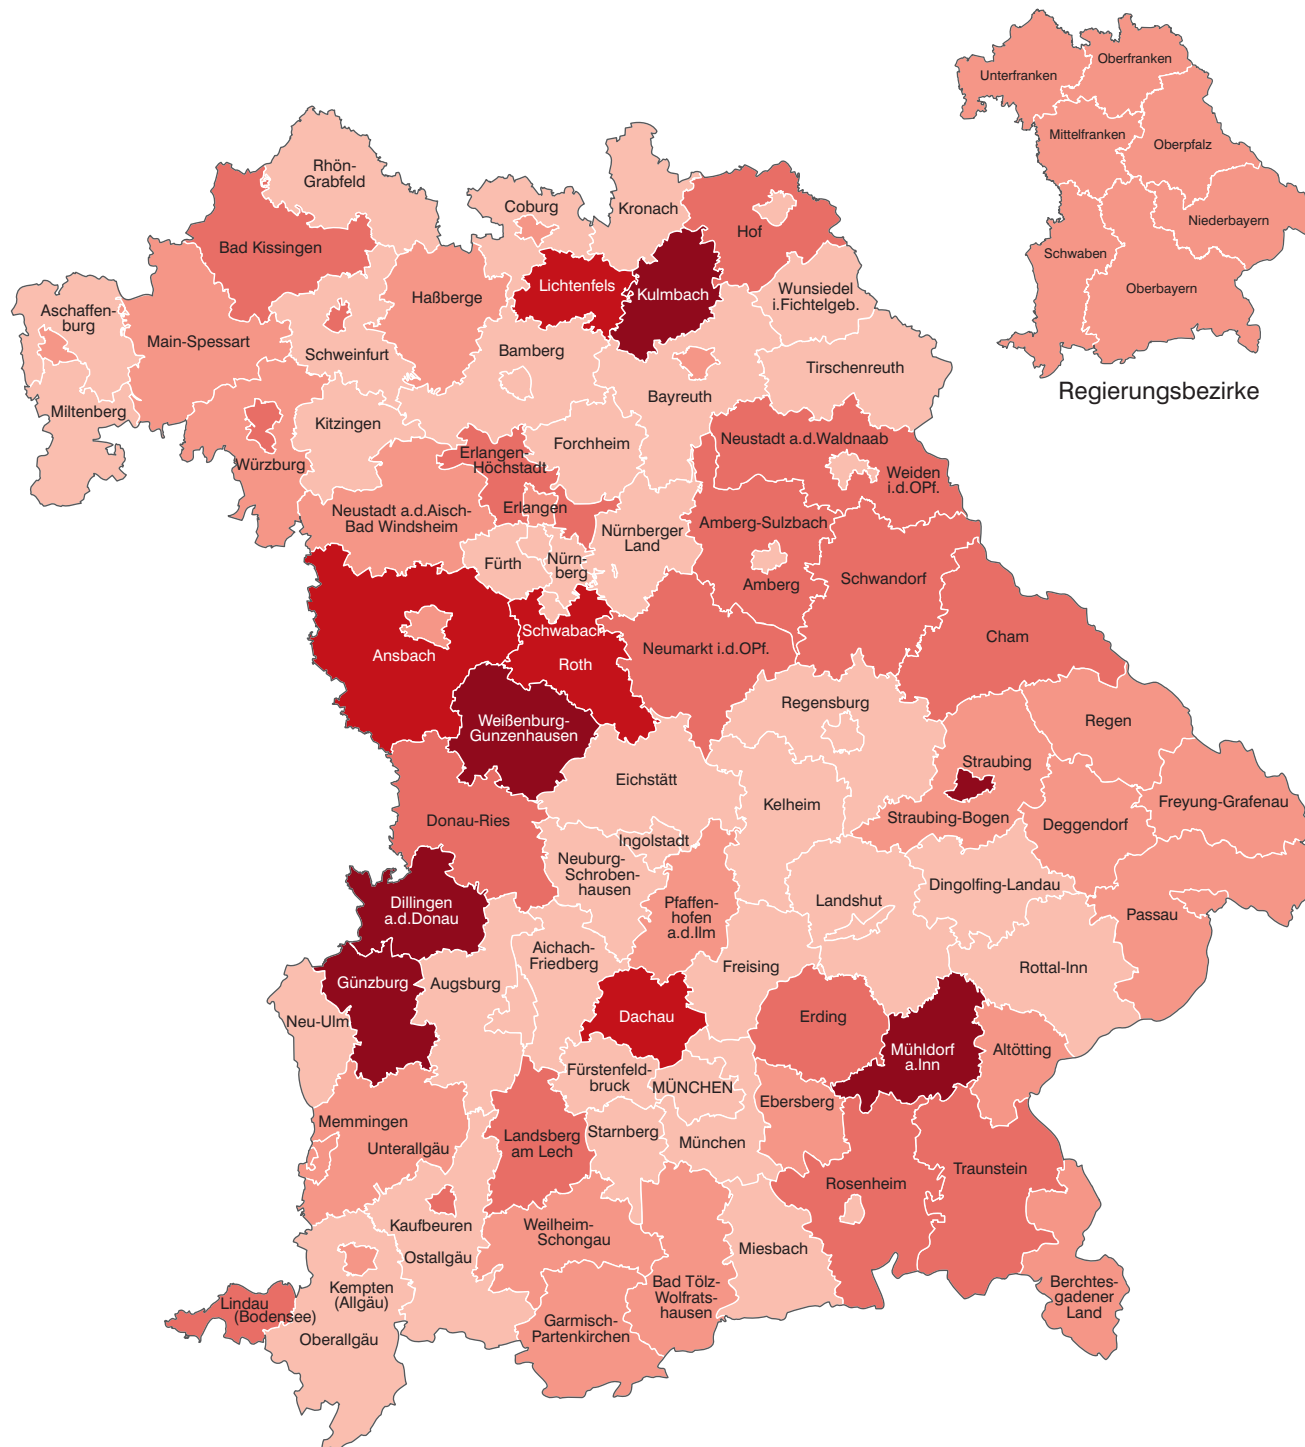 Oberfranken
Unterfranken
Mittelfranken
Oberpfalz
Niederbayern
Schwaben
Oberbayern
Regierungsbezirke
Rhön-
Grabfeld
Coburg
Kronach
Hof
Bad Kissingen
Lichtenfels
Kulmbach
Haßberge
Wunsiedel
i.Fichtelgeb.
Aschaffen-
burg
Main-Spessart
Schweinfurt
Bamberg
Tirschenreuth
Bayreuth
Miltenberg
Kitzingen
Forchheim
Neustadt a.d.Waldnaab
Erlangen-
Höchstadt
Würzburg
Weiden
i.d.OPf.
Neustadt a.d.Aisch-
Bad Windsheim
Erlangen
Nürnberger
Land
Amberg-Sulzbach
Fürth
Nürn-
berg
Amberg
Schwandorf
Schwabach
Cham
Neumarkt i.d.OPf.
Ansbach
Roth
Regensburg
Regen
Weißenburg-
Gunzenhausen
Straubing
Eichstätt
Kelheim
Freyung-Grafenau
Donau-Ries
Straubing-Bogen
Deggendorf
Ingolstadt
Neuburg-
Schroben-
hausen
Dingolfing-Landau
Dillingen
a.d.Donau
Pfaffen-
hofen
a.d.Ilm
Landshut
Passau
Aichach-
Friedberg
Freising
Rottal-Inn
Günzburg
Augsburg
Neu-Ulm
Dachau
Erding
Mühldorf
a.Inn
Altötting
Fürstenfeld-
bruck
MÜNCHEN
Ebersberg
Memmingen
Unterallgäu
Landsberg
am Lech
Starnberg
München
Traunstein
Rosenheim
Kaufbeuren
Weilheim-
Schongau
Miesbach
Ostallgäu
Kempten
(Allgäu)
Bad Tölz-
Wolfrats-
hausen
Berchtes-
gadener
Land
Lindau
(Bodensee)
Garmisch-
Partenkirchen
Oberallgäu